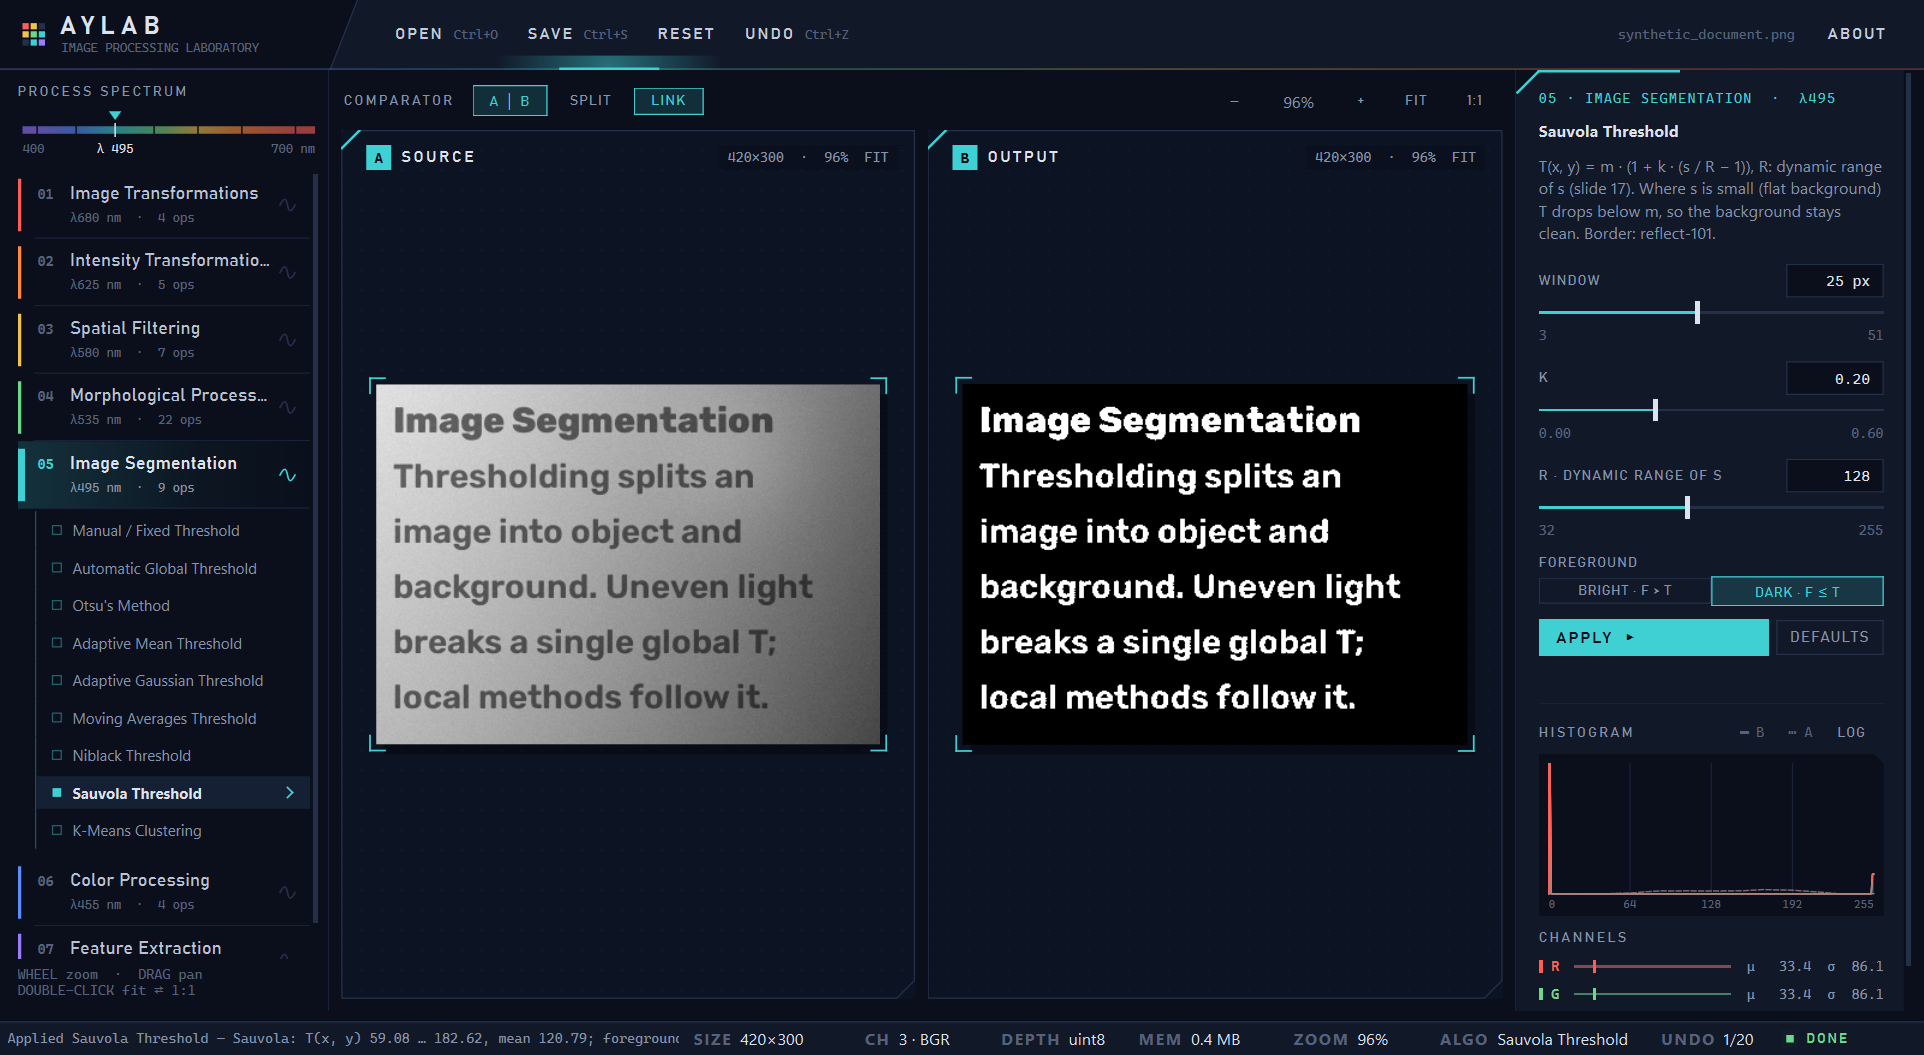 AYLAB
IMAGE PROCESSING LABORATORY
OPEN Ctrl+O SAVE Ctrl+S RESET UNDO Ctrl+Z
synthetic_document.png ABOUT
PROCESS SPECTRUM
400 λ 495 700 nm
01 Image Transformations
λ680 nm · 4 ops
02 Intensity Transformatio...
λ625 nm · 5 ops
03 Spatial Filtering
λ580 nm · 7 ops
04 Morphological Process...
λ535 nm · 22 ops
05 Image Segmentation
λ495 nm · 9 ops
Manual / Fixed Threshold
Automatic Global Threshold
Otsu's Method
Adaptive Mean Threshold
Adaptive Gaussian Threshold
Moving Averages Threshold
Niblack Threshold
Sauvola Threshold
K-Means Clustering
06 Color Processing
λ455 nm · 4 ops
07 Feature Extraction
WHEEL zoom · DRAG pan
DOUBLE-CLICK fit ⇄ 1:1
COMPARATOR A | B SPLIT LINK
− 96% + FIT 1:1
A SOURCE 420×300 · 96% FIT
Image Segmentation
Thresholding splits an
image into object and
background. Uneven light
breaks a single global T;
local methods follow it.
B OUTPUT 420×300 · 96% FIT
Image Segmentation
Thresholding splits an
image into object and
background. Uneven light
breaks a single global T;
local methods follow it.
05 · IMAGE SEGMENTATION · λ495
Sauvola Threshold
T(x, y) = m · (1 + k · (s / R − 1)), R: dynamic range
of s (slide 17). Where s is small (flat background)
T drops below m, so the background stays
clean. Border: reflect-101.
WINDOW 25 px
3 51
K 0.20
0.00 0.60
R · DYNAMIC RANGE OF S 128
32 255
FOREGROUND
BRIGHT · F > T DARK · F ≤ T
APPLY ▸ DEFAULTS
HISTOGRAM B A LOG
0 64 128 192 255
CHANNELS
R μ 33.4 σ 86.1
G μ 33.4 σ 86.1
Applied Sauvola Threshold — Sauvola: T(x, y) 59.08 … 182.62, mean 120.79; foreground
SIZE 420×300 CH 3 · BGR DEPTH uint8 MEM 0.4 MB ZOOM 96% ALGO Sauvola Threshold UNDO 1/20 DONE